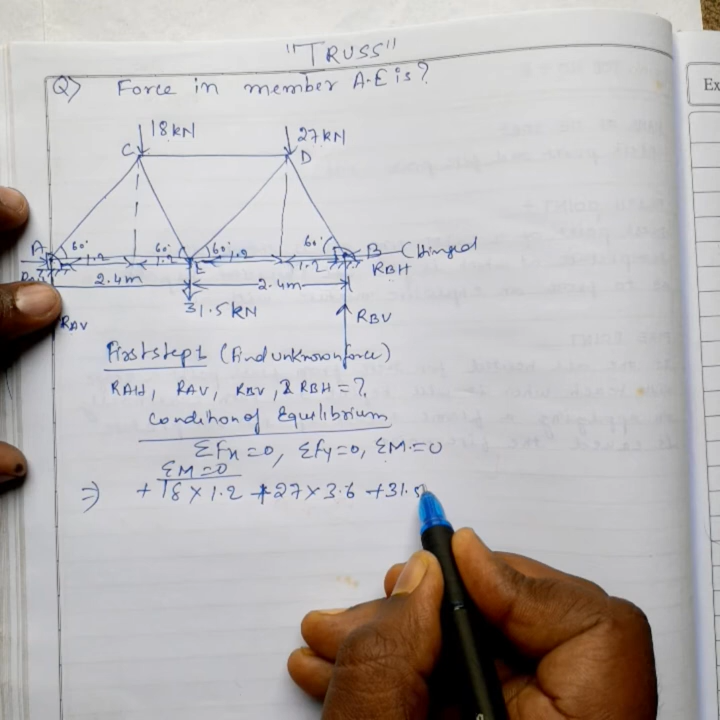 "TRUSS"
Q) Force in member A-E is?
18KN
27KN
C
D
A
60°
60°
60°
60°
B - (Hinged
1.2
1.2
1.2
E
RBH
2.4m
2.4m
31.5KN
RBV
RAV
First step 1 (find unknown force)
RAH, RAV, RBV, & RBH = ?
Condition of Equilibrium
Σfx=0, Σfy=0, ΣM=0
ΣM=0
⇒ +18×1.2 +27×3.6 +31.5
Ex